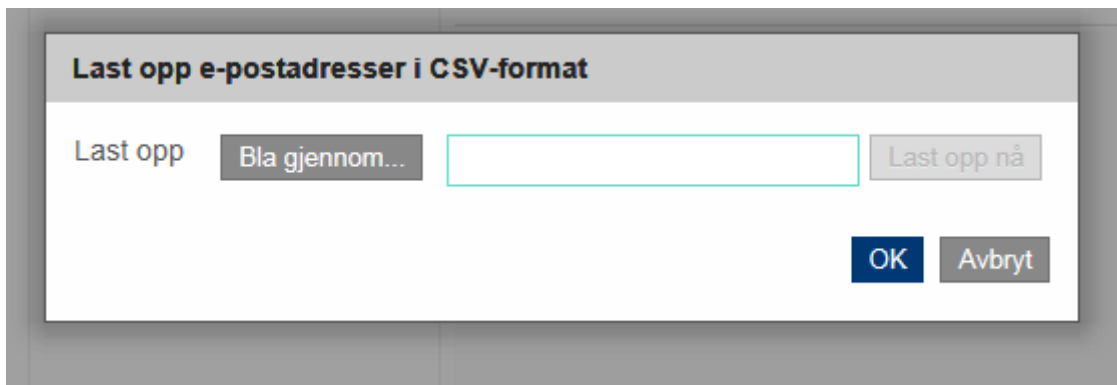 Last opp e-postadresser i CSV-format
Last opp Bla gjennom... Last opp nå
OK Avbryt